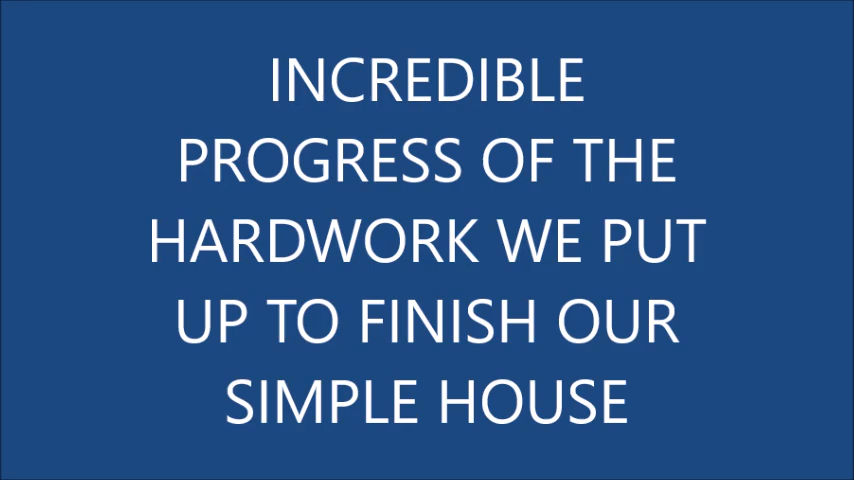 INCREDIBLE
PROGRESS OF THE
HARDWORK WE PUT
UP TO FINISH OUR
SIMPLE HOUSE